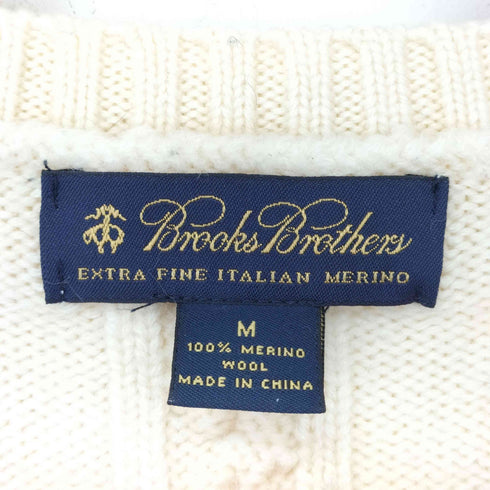 Brooks Brothers
EXTRA FINE ITALIAN MERINO
M
100% MERINO
WOOL
MADE IN CHINA